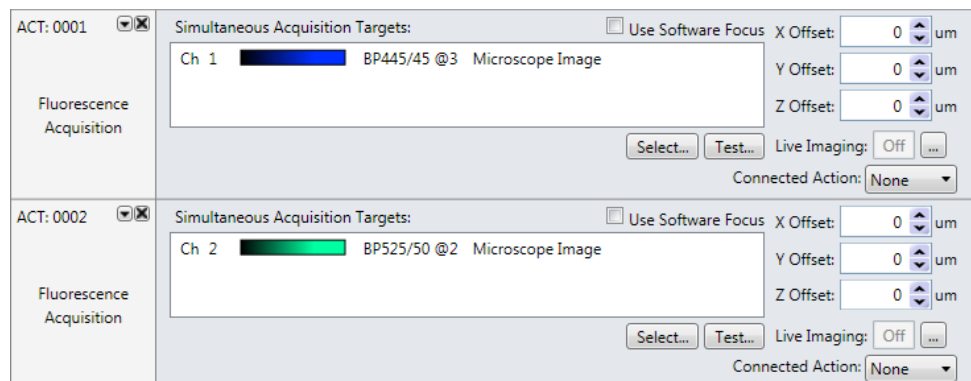 ACT: 0001
Simultaneous Acquisition Targets:
Use Software Focus
X Offset: 0 um
Ch 1 BP445/45 @3 Microscope Image
Y Offset: 0 um
Fluorescence
Acquisition
Z Offset: 0 um
Select... Test... Live Imaging: Off ...
Connected Action: None
ACT: 0002
Simultaneous Acquisition Targets:
Use Software Focus
X Offset: 0 um
Ch 2 BP525/50 @2 Microscope Image
Y Offset: 0 um
Fluorescence
Acquisition
Z Offset: 0 um
Select... Test... Live Imaging: Off ...
Connected Action: None